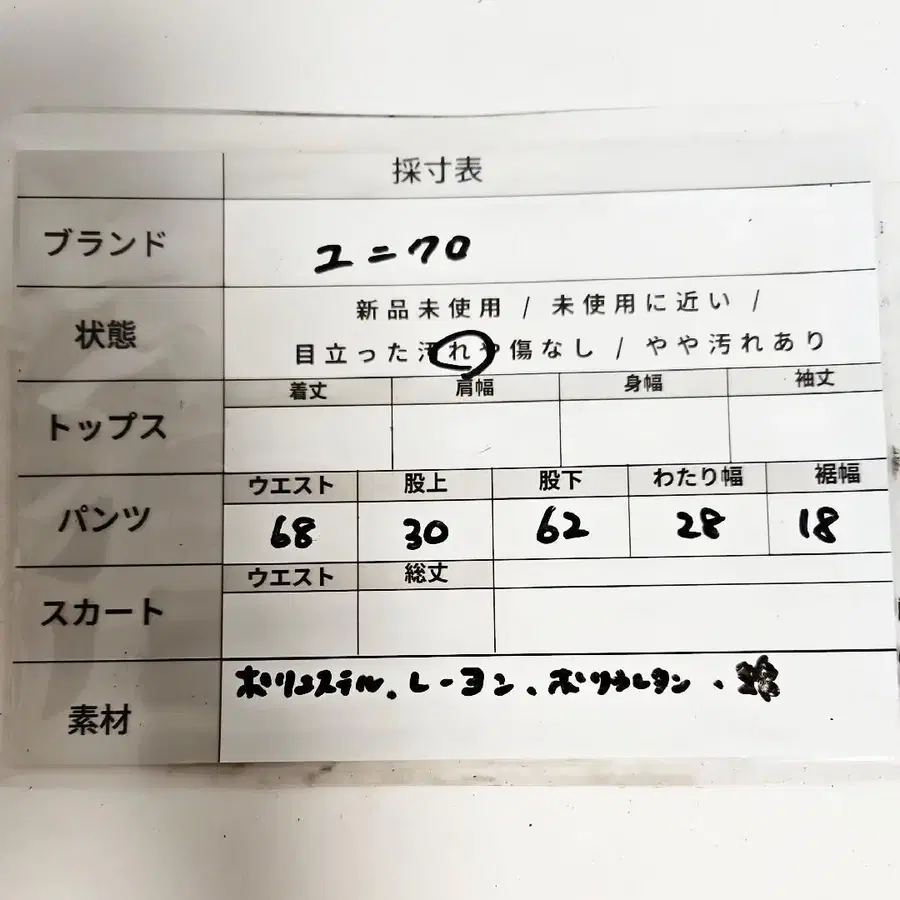 採寸表
ブランド ユニクロ
状態 新品未使用 / 未使用に近い /
目立った汚れや傷なし / やや汚れあり
トップス 着丈 肩幅 身幅 袖丈
パンツ ウエスト 股上 股下 わたり幅 裾幅
68 30 62 28 18
スカート ウエスト 総丈
素材 ポリエステル、レーヨン、ポリウレタン、